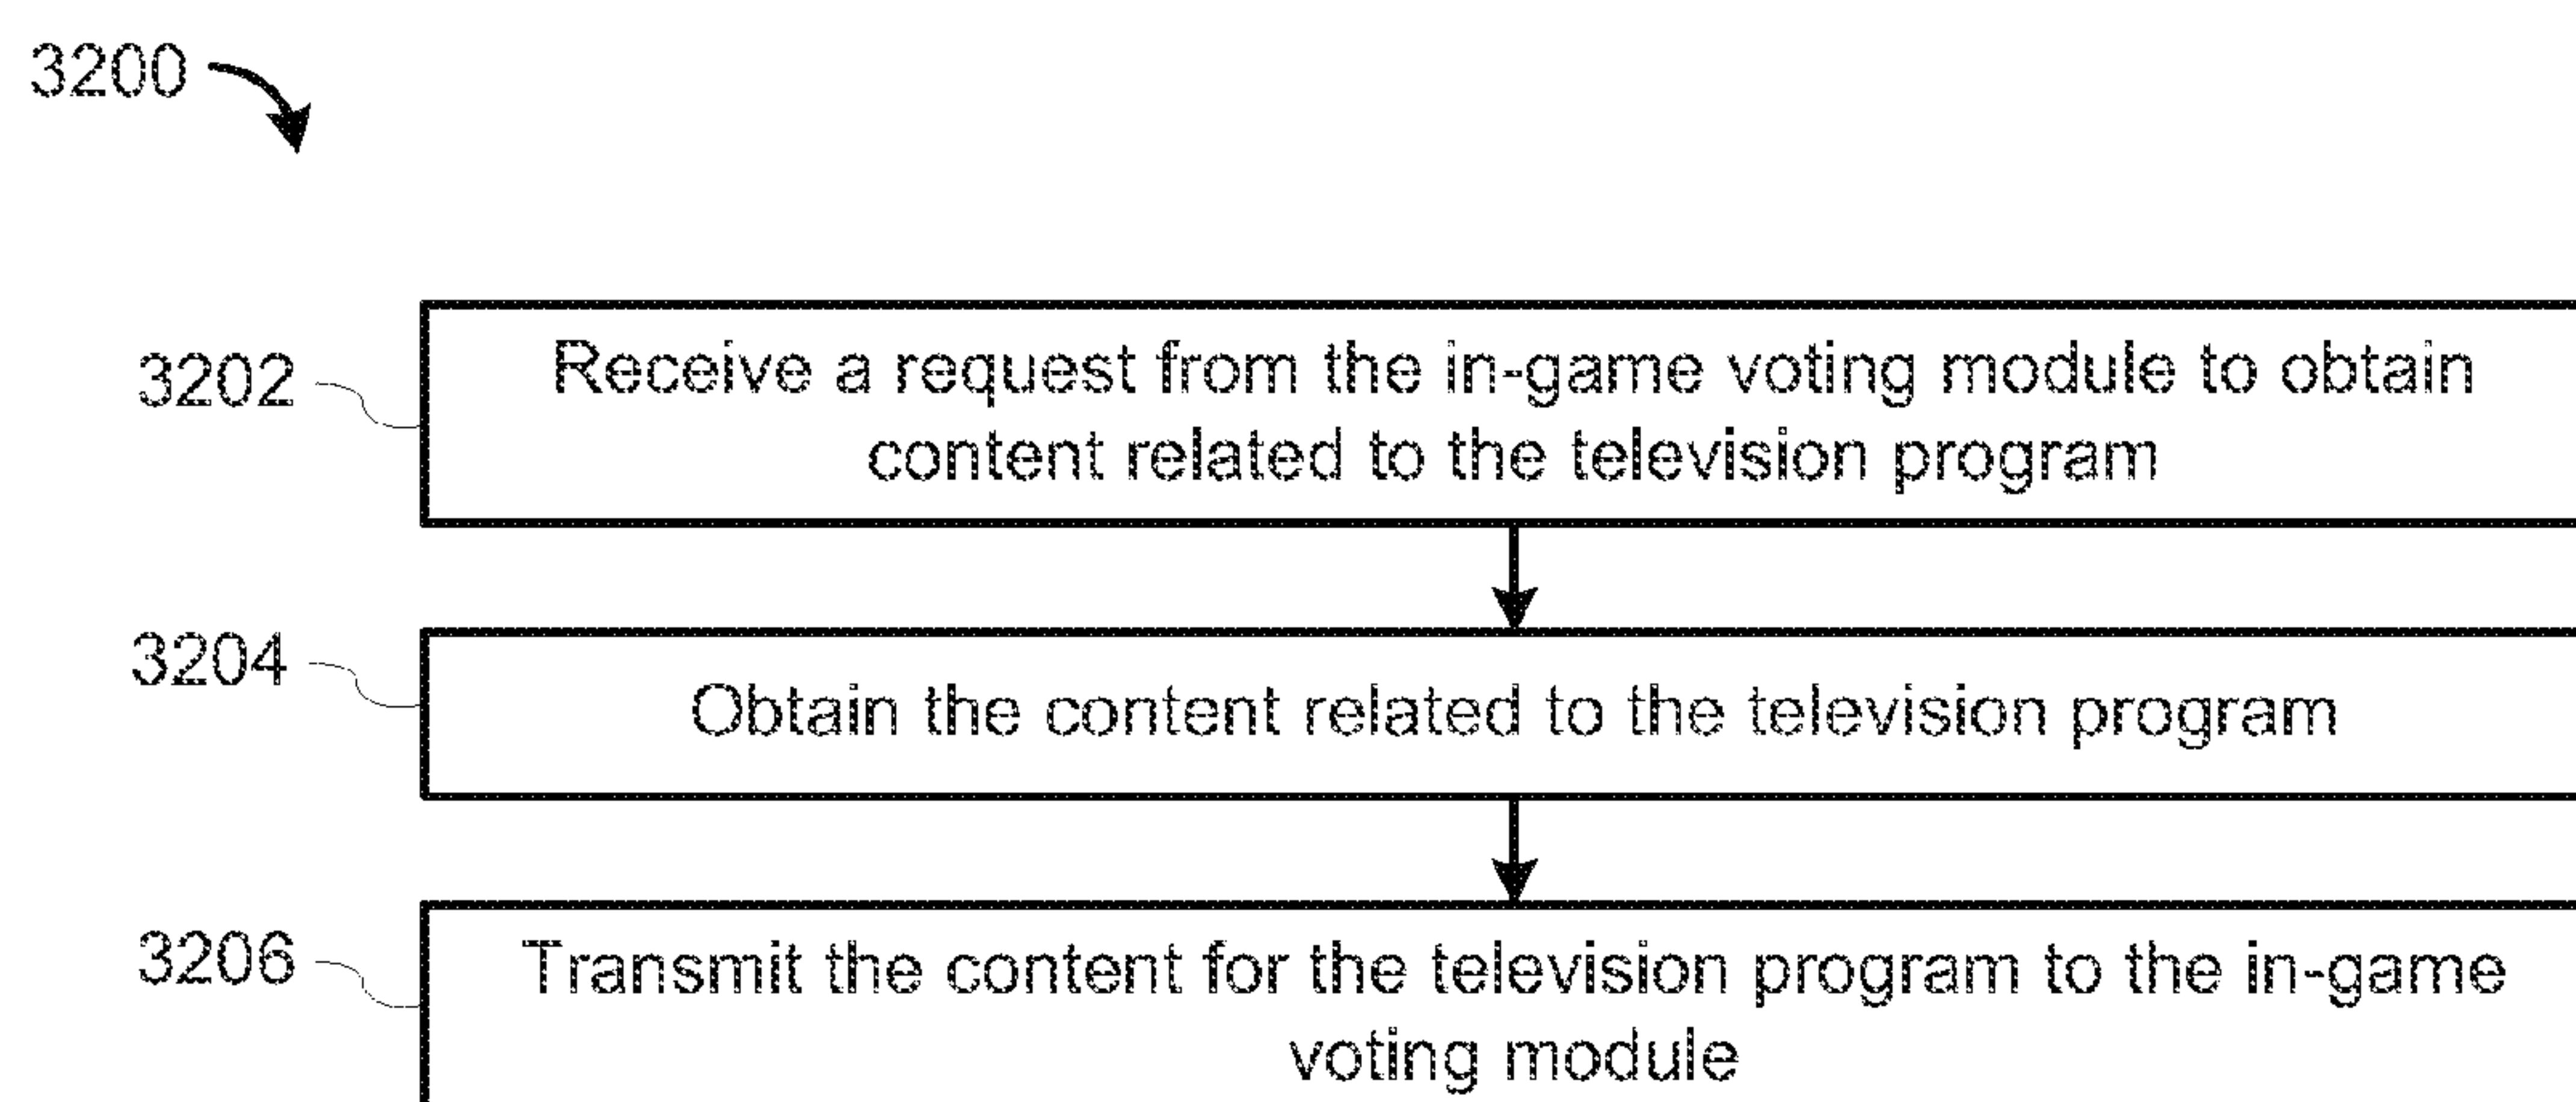 3200
3202
Receive a request from the in-game voting module to obtain
content related to the television program
3204
Obtain the content related to the television program
3206
Transmit the content for the television program to the in-game
voting module